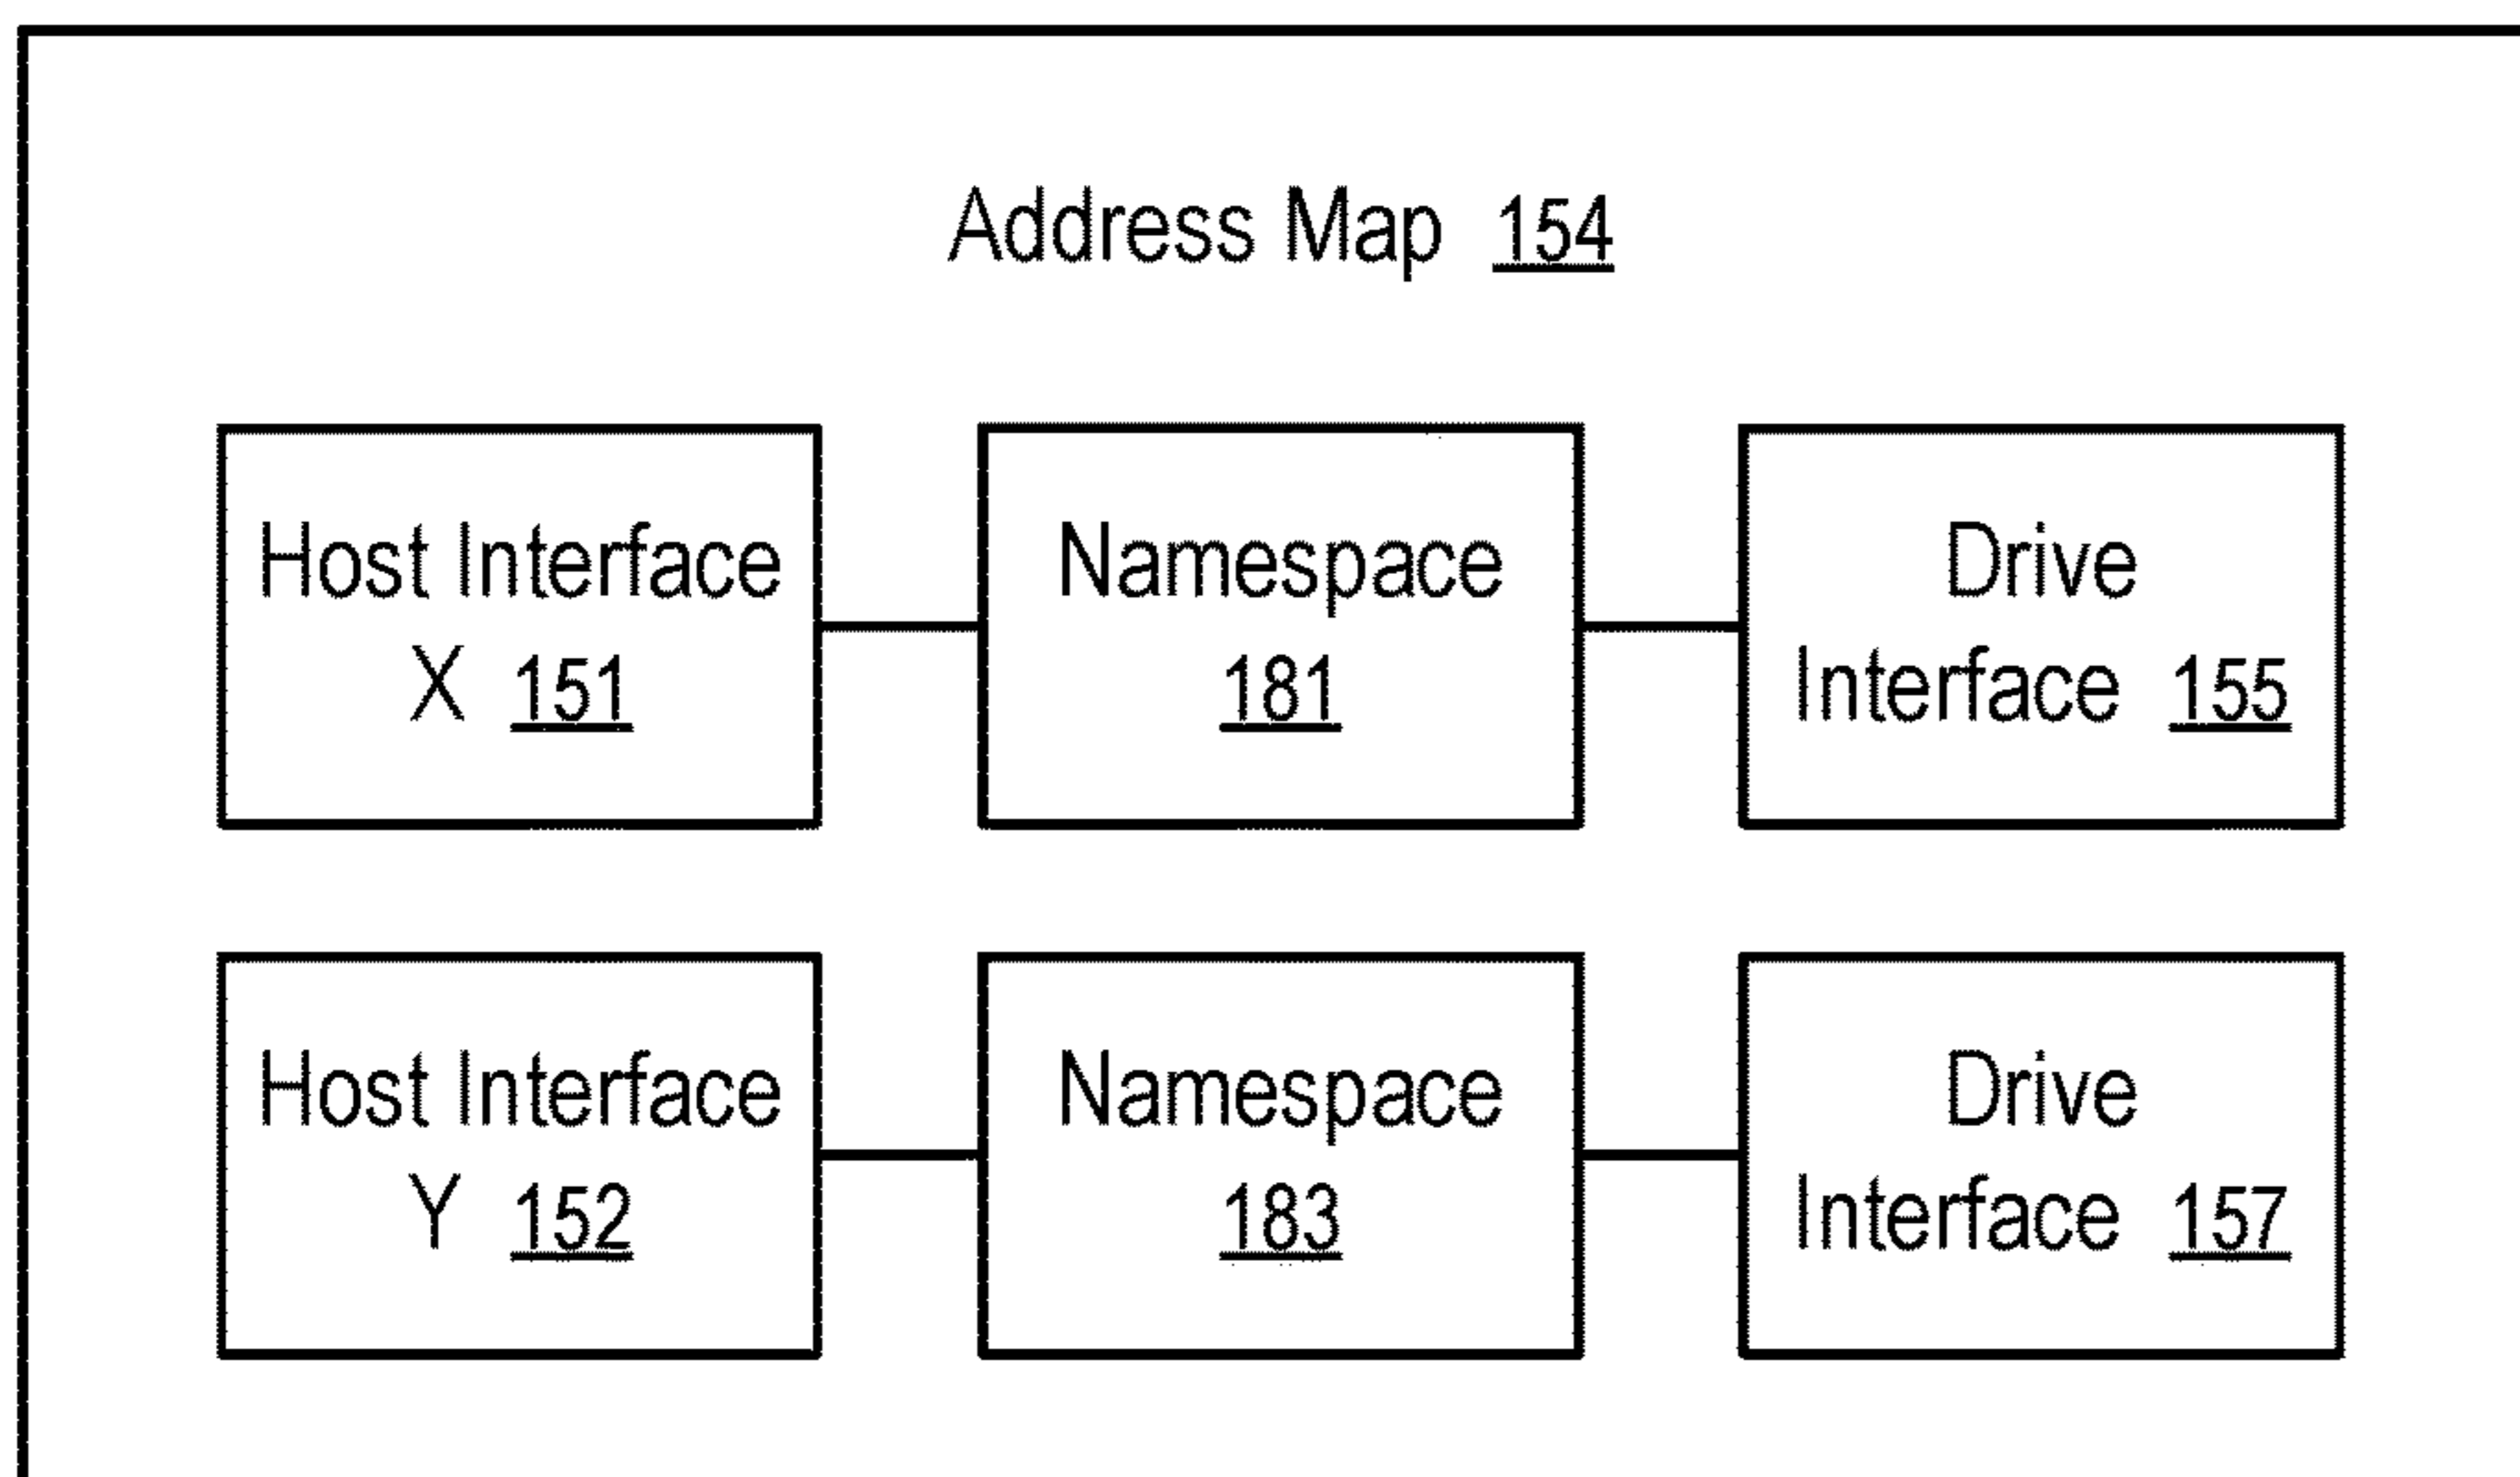 Address Map 154
Host Interface
X 151
Namespace
181
Drive
Interface 155
Host Interface
Y 152
Namespace
183
Drive
Interface 157